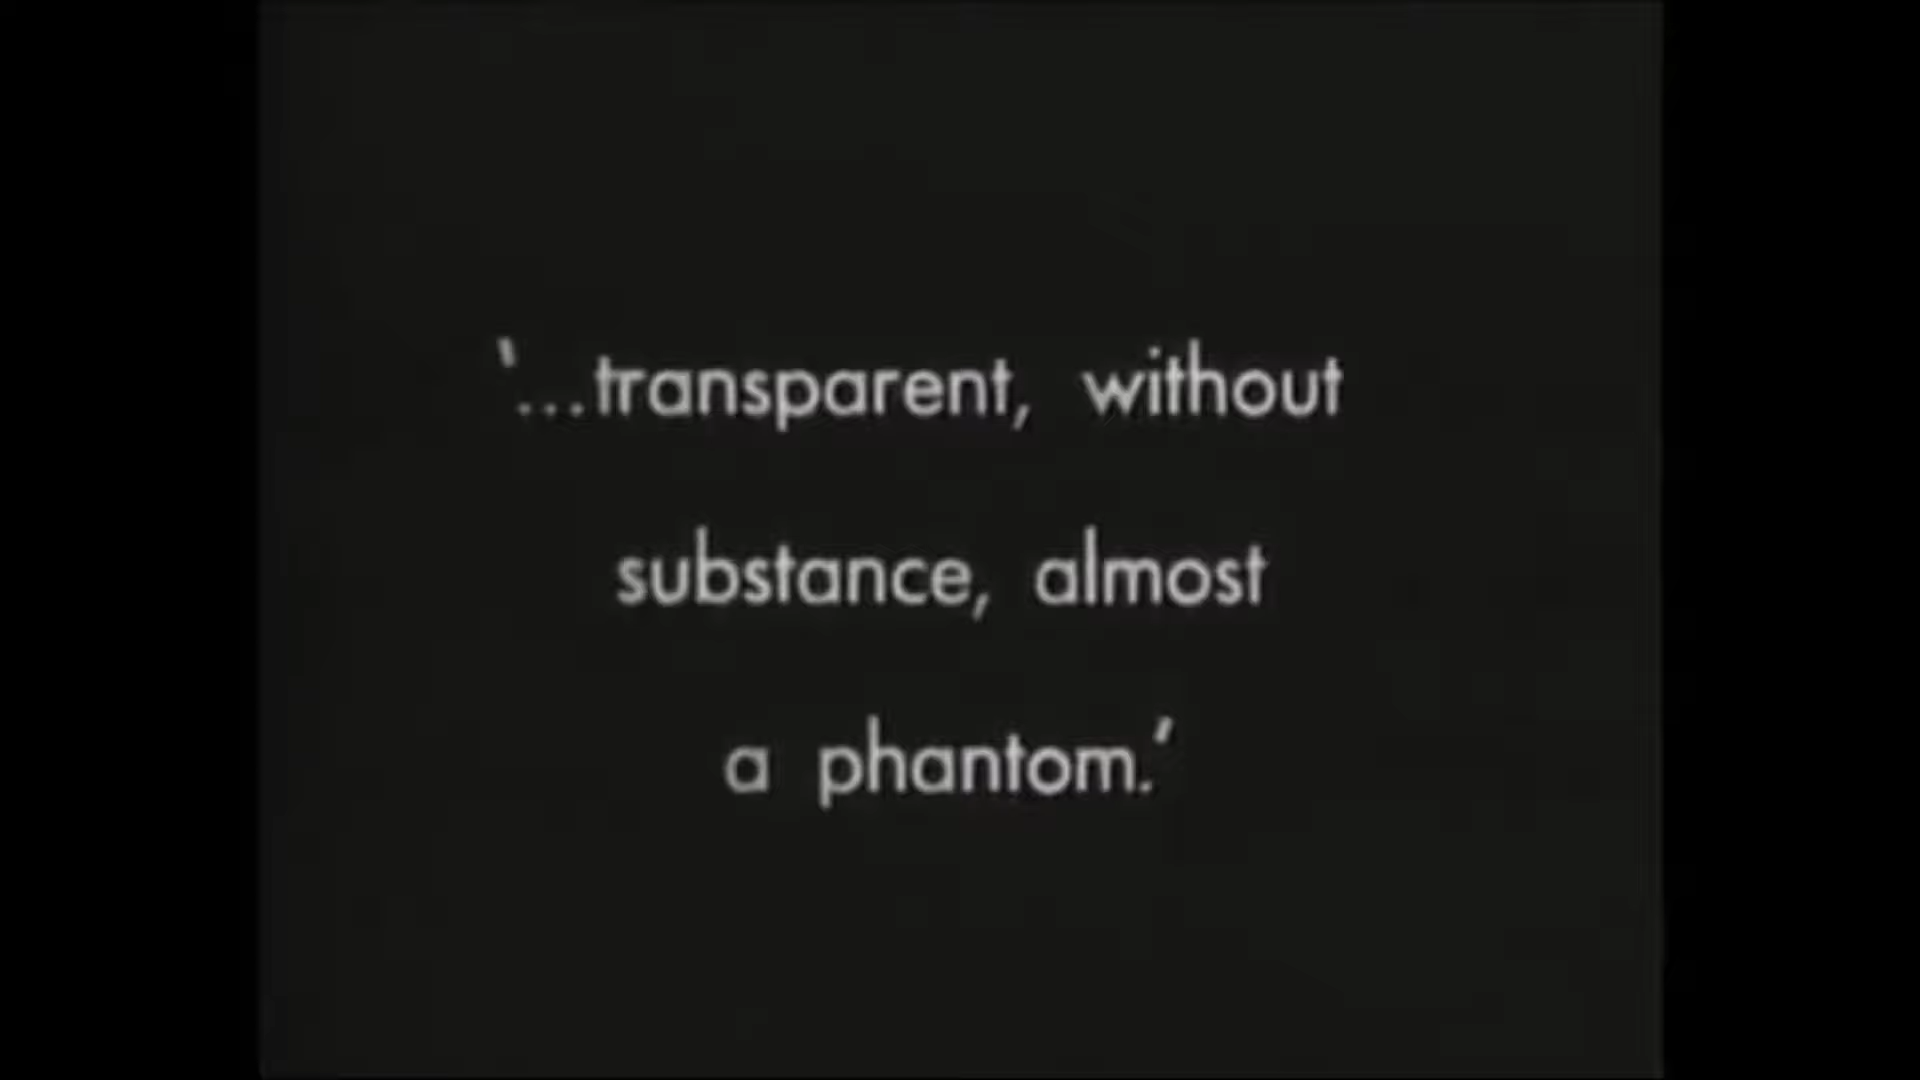 ‘...transparent, without
substance, almost
a phantom.’